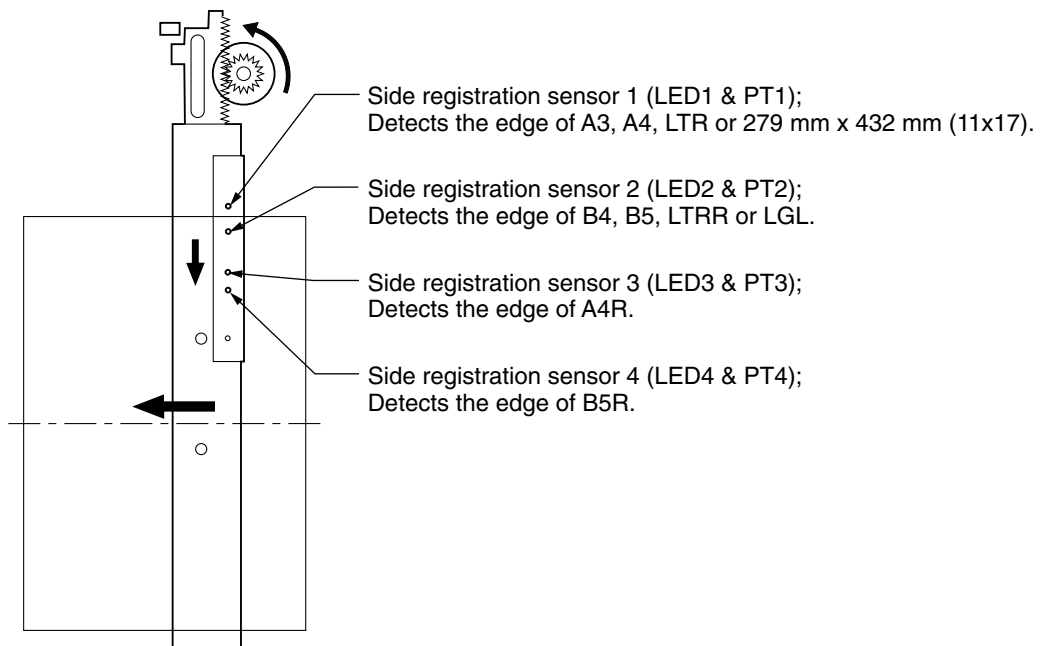 Side registration sensor 1 (LED1 & PT1);
Detects the edge of A3, A4, LTR or 279 mm x 432 mm (11x17).
Side registration sensor 2 (LED2 & PT2);
Detects the edge of B4, B5, LTRR or LGL.
Side registration sensor 3 (LED3 & PT3);
Detects the edge of A4R.
Side registration sensor 4 (LED4 & PT4);
Detects the edge of B5R.